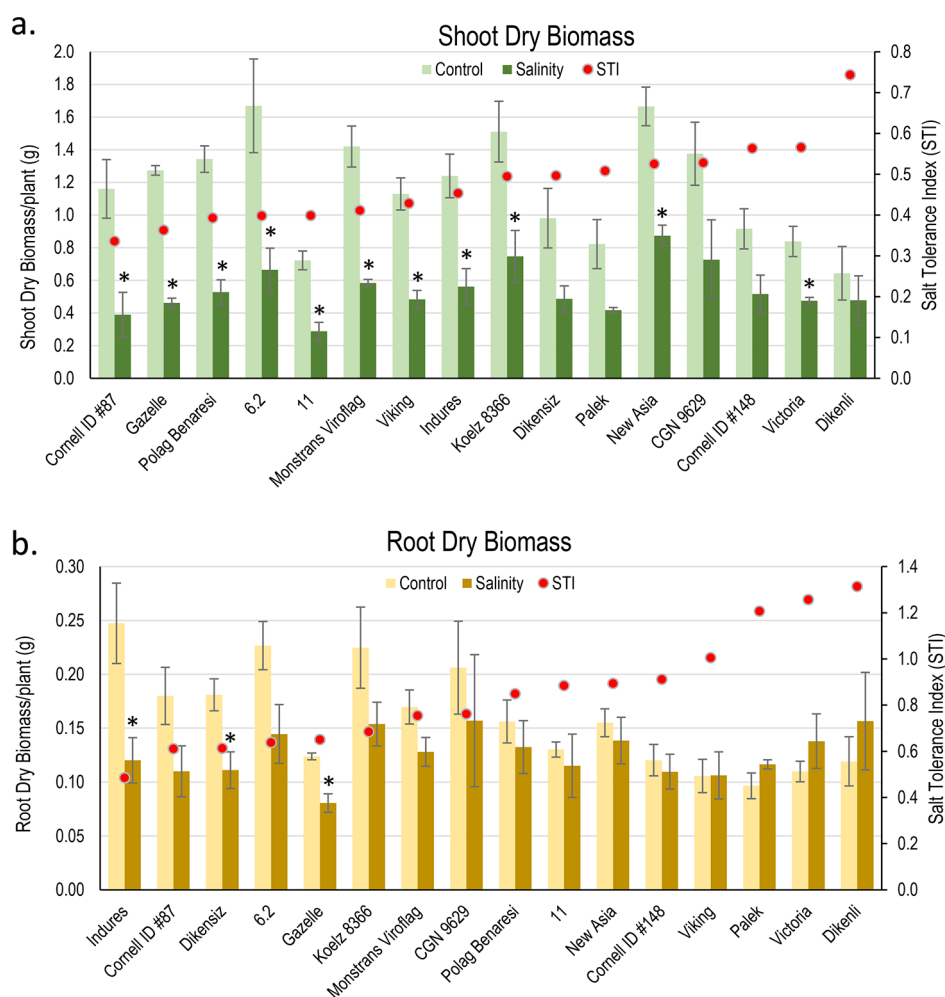 a.
Shoot Dry Biomass
Control Salinity STI
Shoot Dry Biomass/plant (g)
2.0
1.8
1.6
1.4
1.2
1.0
0.8
0.6
0.4
0.2
0.0
0.8
0.7
0.6
0.5
0.4
0.3
0.2
0.1
0.0
Salt Tolerance Index (STI)
* * * * * * * * * * *
Cornell ID #87
Gazelle
Polag Benaresi
6.2
11
Monstrans Viroflag
Viking
Indures
Koelz 8366
Dikensiz
Palek
New Asia
CGN 9629
Cornell ID #148
Victoria
Dikenli
b.
Root Dry Biomass
Control Salinity STI
Root Dry Biomass/plant (g)
0.30
0.25
0.20
0.15
0.10
0.05
0.00
1.4
1.2
1.0
0.8
0.6
0.4
0.2
0.0
Salt Tolerance Index (STI)
* * *
Indures
Cornell ID #87
Dikensiz
6.2
Gazelle
Koelz 8366
Monstrans Viroflag
CGN 9629
Polag Benaresi
11
New Asia
Cornell ID #148
Viking
Palek
Victoria
Dikenli